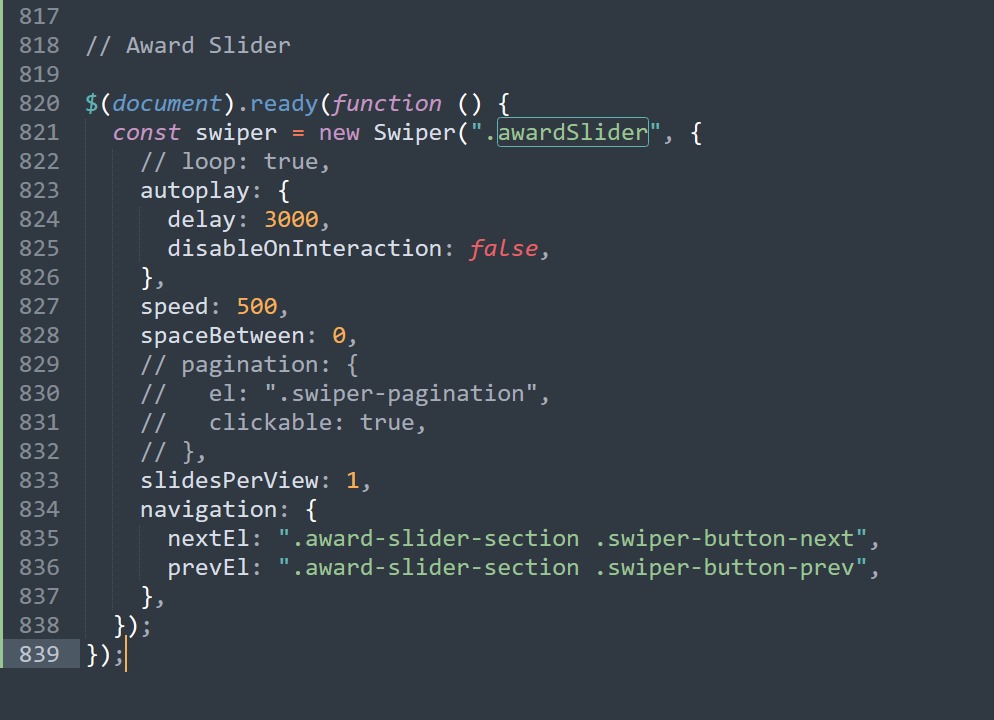 817
818 // Award Slider
819
820 $(document).ready(function () {
821   const swiper = new Swiper(".awardSlider", {
822     // loop: true,
823     autoplay: {
824       delay: 3000,
825       disableOnInteraction: false,
826     },
827     speed: 500,
828     spaceBetween: 0,
829     // pagination: {
830     //   el: ".swiper-pagination",
831     //   clickable: true,
832     // },
833     slidesPerView: 1,
834     navigation: {
835       nextEl: ".award-slider-section .swiper-button-next",
836       prevEl: ".award-slider-section .swiper-button-prev",
837     },
838   });
839 });